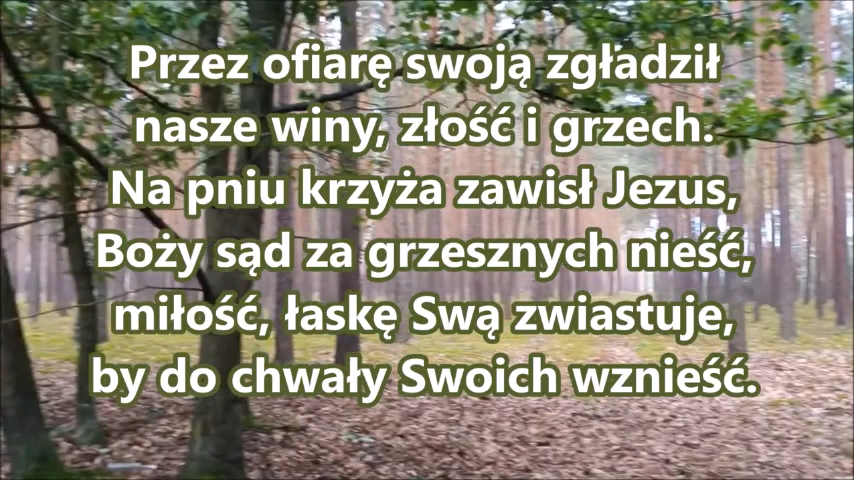 Przez ofiarę swoją zgładził
nasze winy, złość i grzech.
Na pniu krzyża zawisł Jezus,
Boży sąd za grzesznych nieść,
miłość, łaskę Swą zwiastuje,
by do chwały Swoich wznieść.